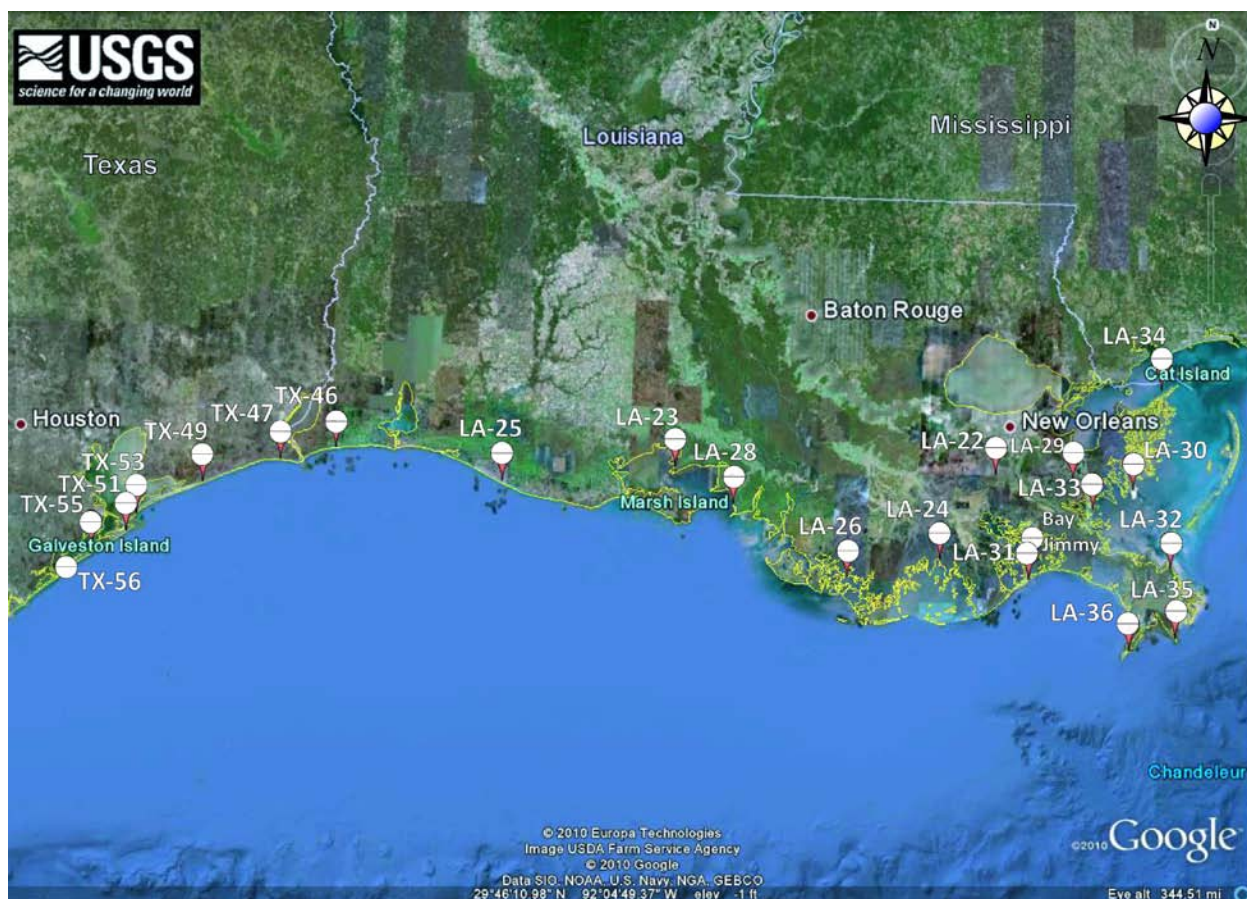 USGS
science for a changing world
N
N
Louisiana
Mississippi
Texas
Baton Rouge
LA-34
Cat Island
TX-46
TX-47
Houston
LA-23
New Orleans
TX-49
LA-25
LA-22
LA-29
LA-30
TX-53
LA-28
TX-51
LA-33
Marsh Island
TX-55
LA-24
Bay
Jimmy
LA-32
Galveston Island
LA-26
LA-31
TX-56
LA-35
LA-36
Chandeleur
© 2010 Europa Technologies
Image USDA Farm Service Agency
© 2010 Google
Data SIO, NOAA, U.S. Navy, NGA, GEBCO
©2010 Google
29°46'10.98" N 92°04'49.37" W elev -1 ft
Eye alt 344.51 mi